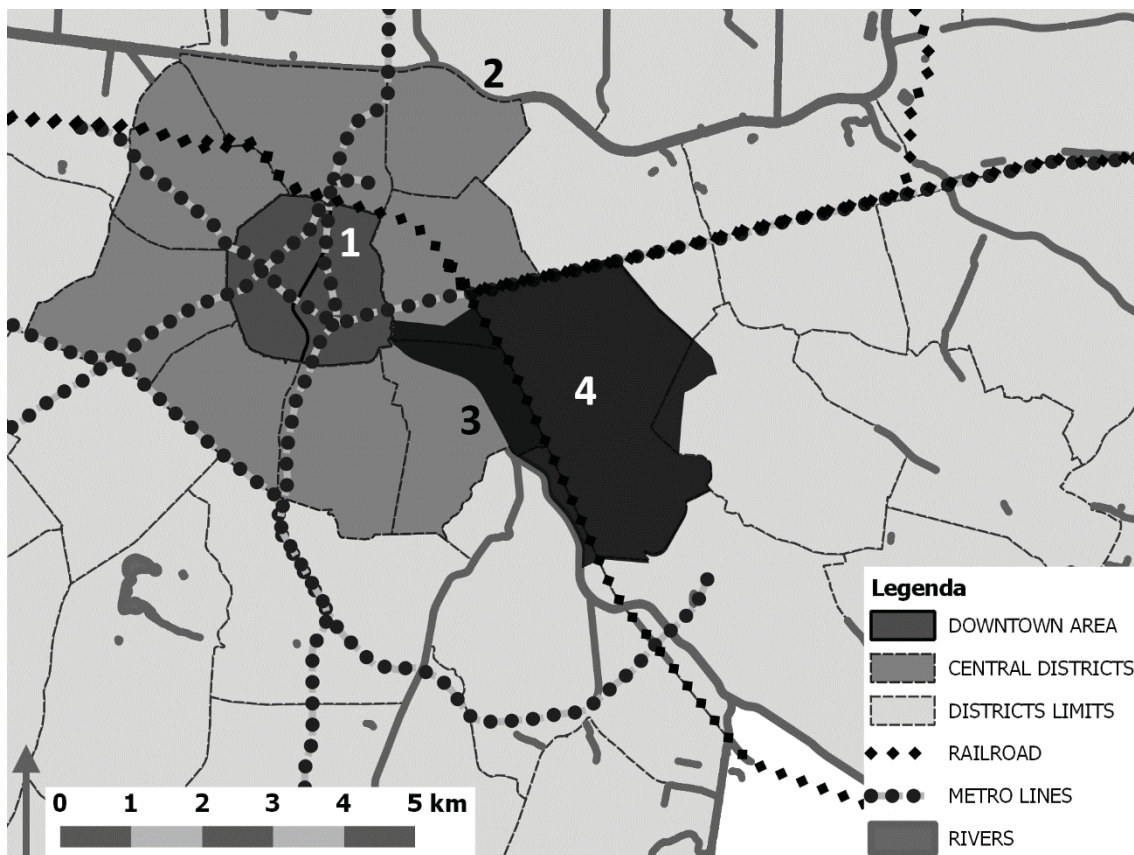 2
1
4
3
Legenda
DOWNTOWN AREA
CENTRAL DISTRICTS
DISTRICTS LIMITS
RAILROAD
METRO LINES
RIVERS
0 1 2 3 4 5 km